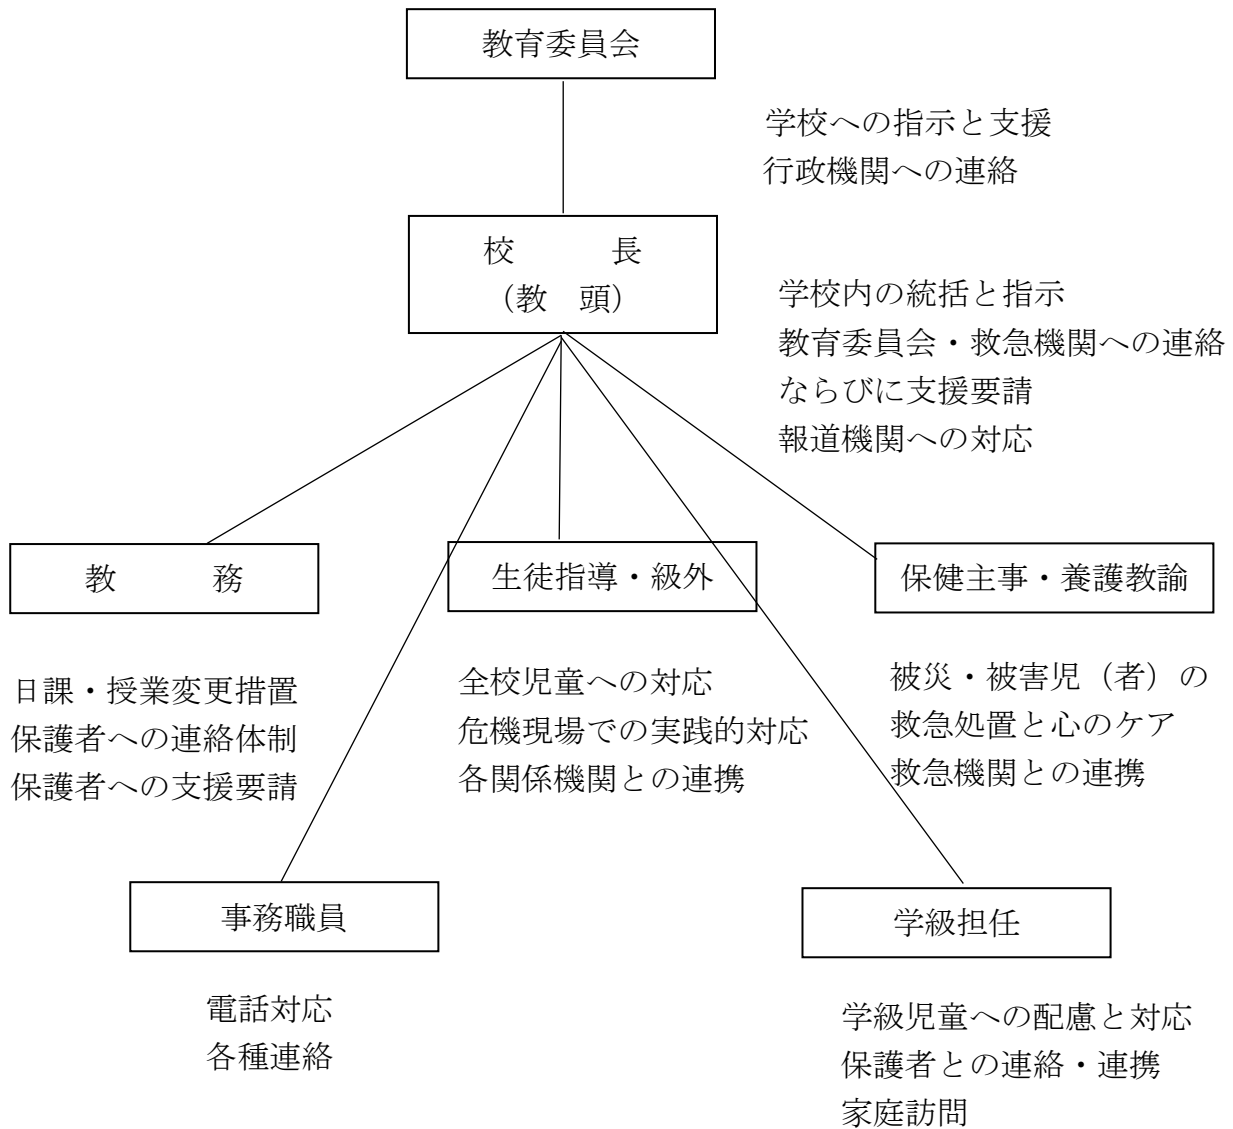 教育委員会
学校への指示と支援
行政機関への連絡
校　　　長
（教　頭）
学校内の統括と指示
教育委員会・救急機関への連絡
ならびに支援要請
報道機関への対応
教　　　務
日課・授業変更措置
保護者への連絡体制
保護者への支援要請
生徒指導・級外
全校児童への対応
危機現場での実践的対応
各関係機関との連携
保健主事・養護教諭
被災・被害児（者）の
救急処置と心のケア
救急機関との連携
事務職員
電話対応
各種連絡
学級担任
学級児童への配慮と対応
保護者との連絡・連携
家庭訪問